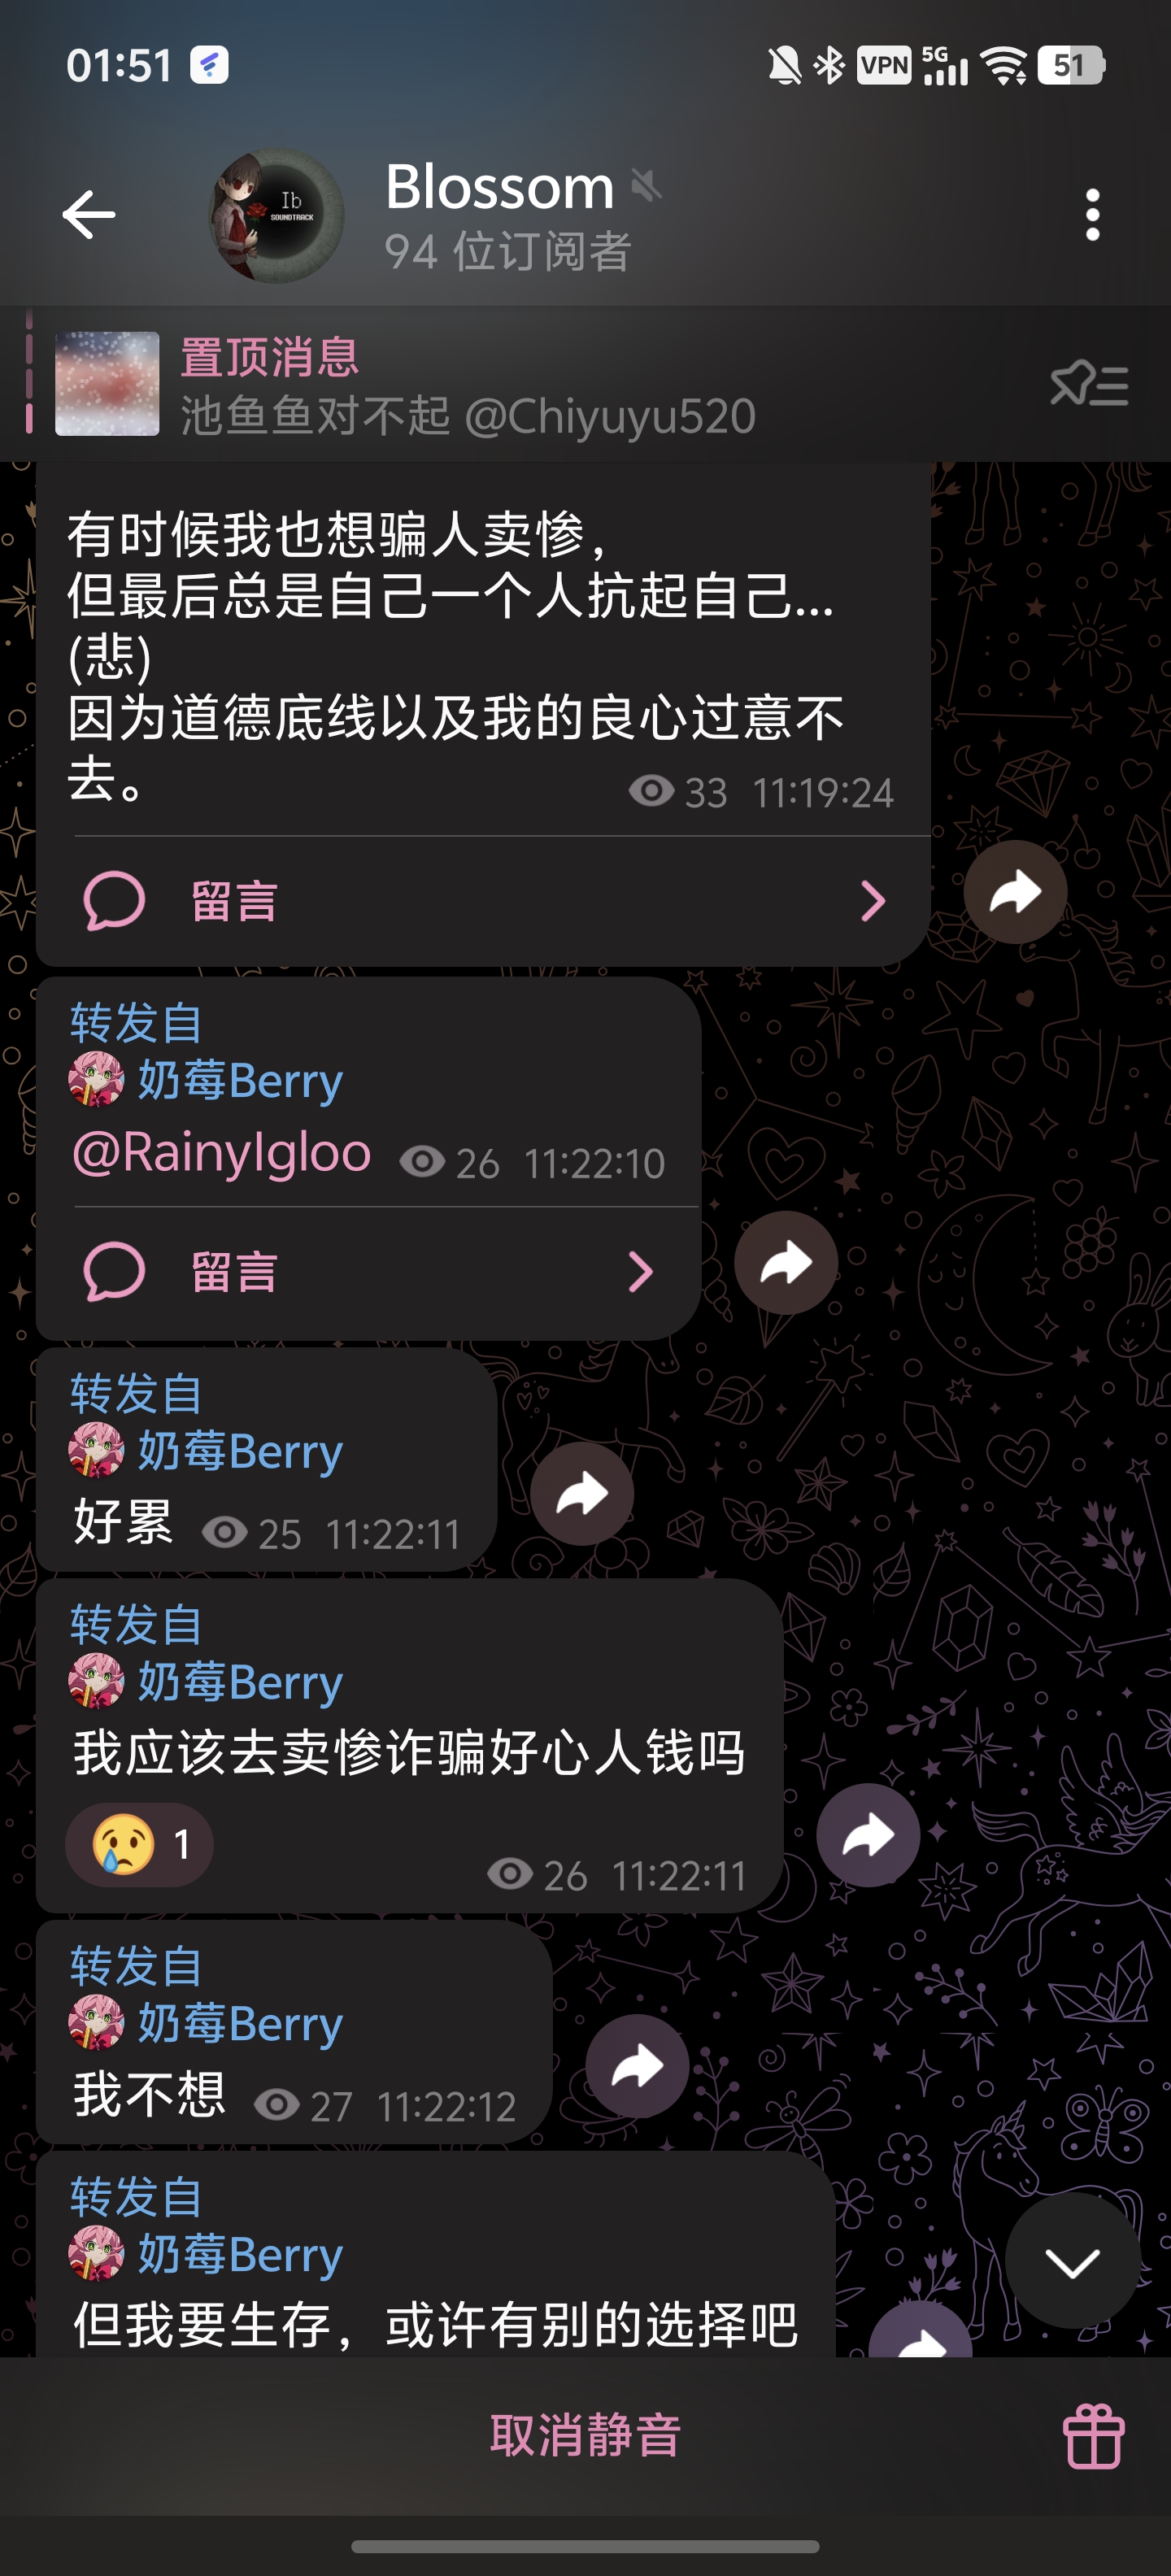 01:51
VPN
5G
51
Ib
SOUNDTRACK
Blossom
94 位订阅者
置顶消息
池鱼鱼对不起 @Chiyuyu520
有时候我也想骗人卖惨，
但最后总是自己一个人抗起自己...
(悲)
因为道德底线以及我的良心过意不
去。
33 11:19:24
留言
转发自
奶莓Berry
@RainyIgloo 26 11:22:10
留言
转发自
奶莓Berry
好累 25 11:22:11
转发自
奶莓Berry
我应该去卖惨诈骗好心人钱吗
1
26 11:22:11
转发自
奶莓Berry
我不想 27 11:22:12
转发自
奶莓Berry
但我要生存，或许有别的选择吧
取消静音